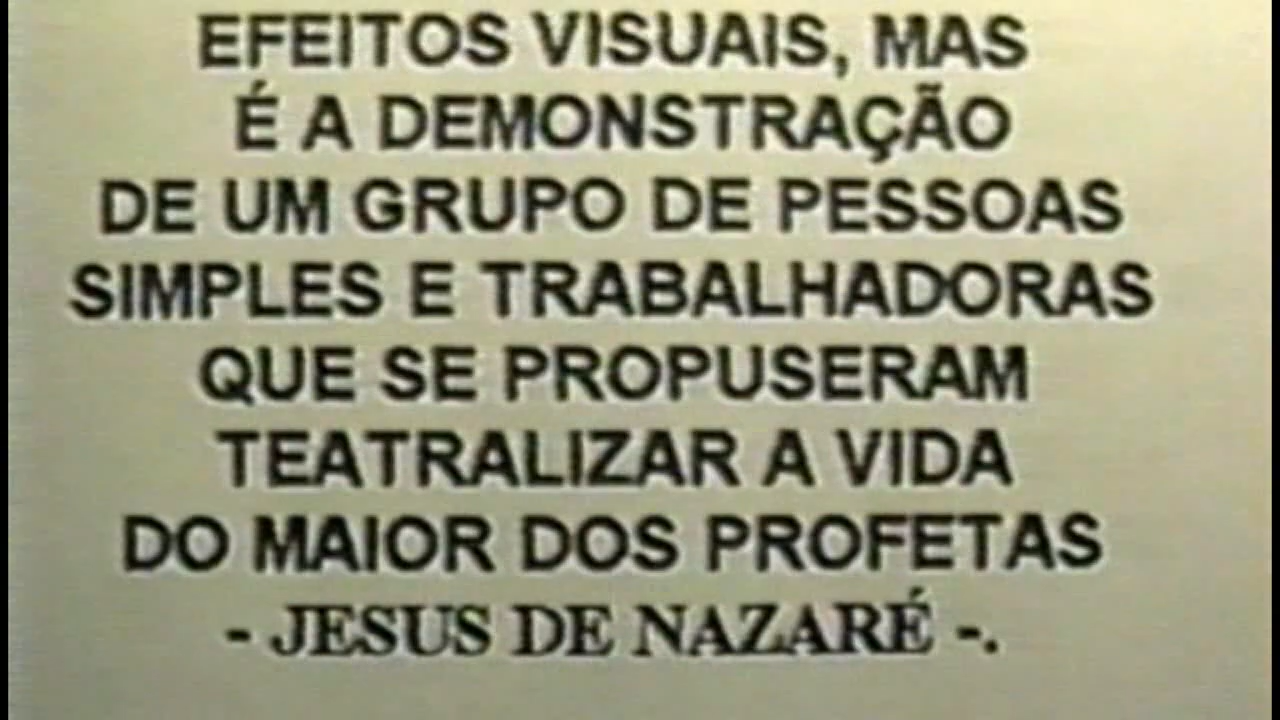 EFEITOS VISUAIS, MAS
É A DEMONSTRAÇÃO
DE UM GRUPO DE PESSOAS
SIMPLES E TRABALHADORAS
QUE SE PROPUSERAM
TEATRALIZAR A VIDA
DO MAIOR DOS PROFETAS
- JESUS DE NAZARÉ -.